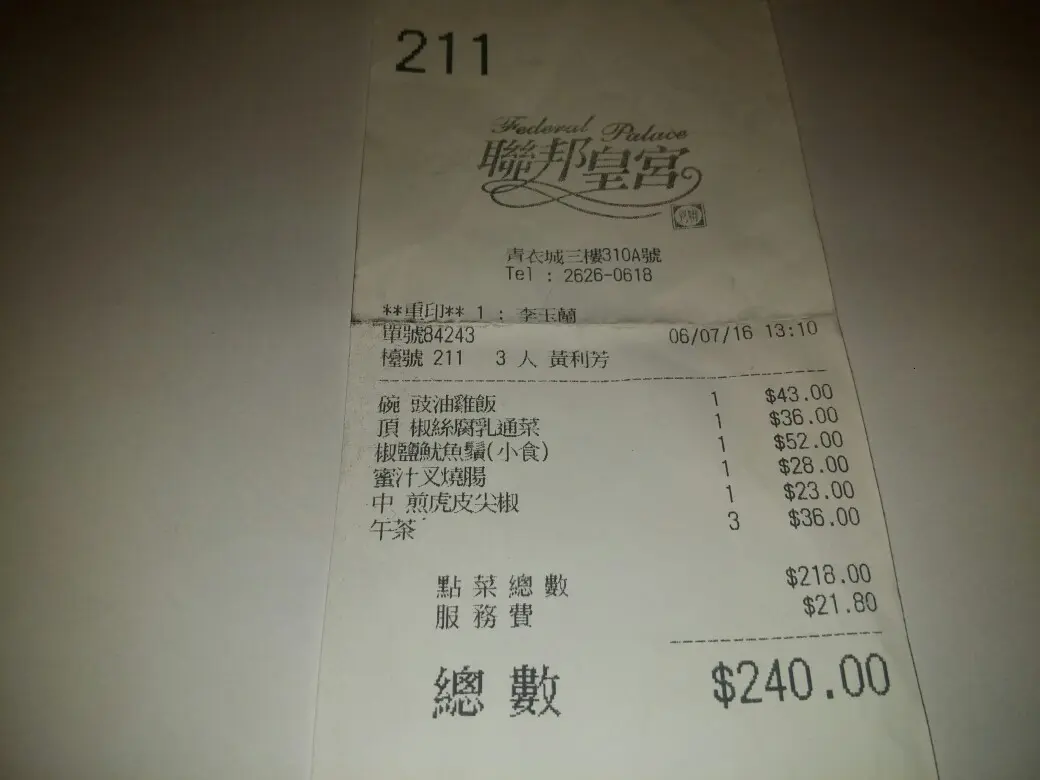 211
Federal Palace
聯邦皇宮
青衣城三樓310A號
Tel : 2626-0618
**重印** 1 : 李玉蘭
單號84243 06/07/16 13:10
檯號 211 3 人 黃利芳
碗 豉油雞飯 1 $43.00
頂 椒絲腐乳通菜 1 $36.00
椒鹽魷魚鬚(小食) 1 $52.00
蜜汁叉燒腸 1 $28.00
中 煎虎皮尖椒 1 $23.00
午茶 3 $36.00
點菜總數 $218.00
服務費 $21.80
總數 $240.00